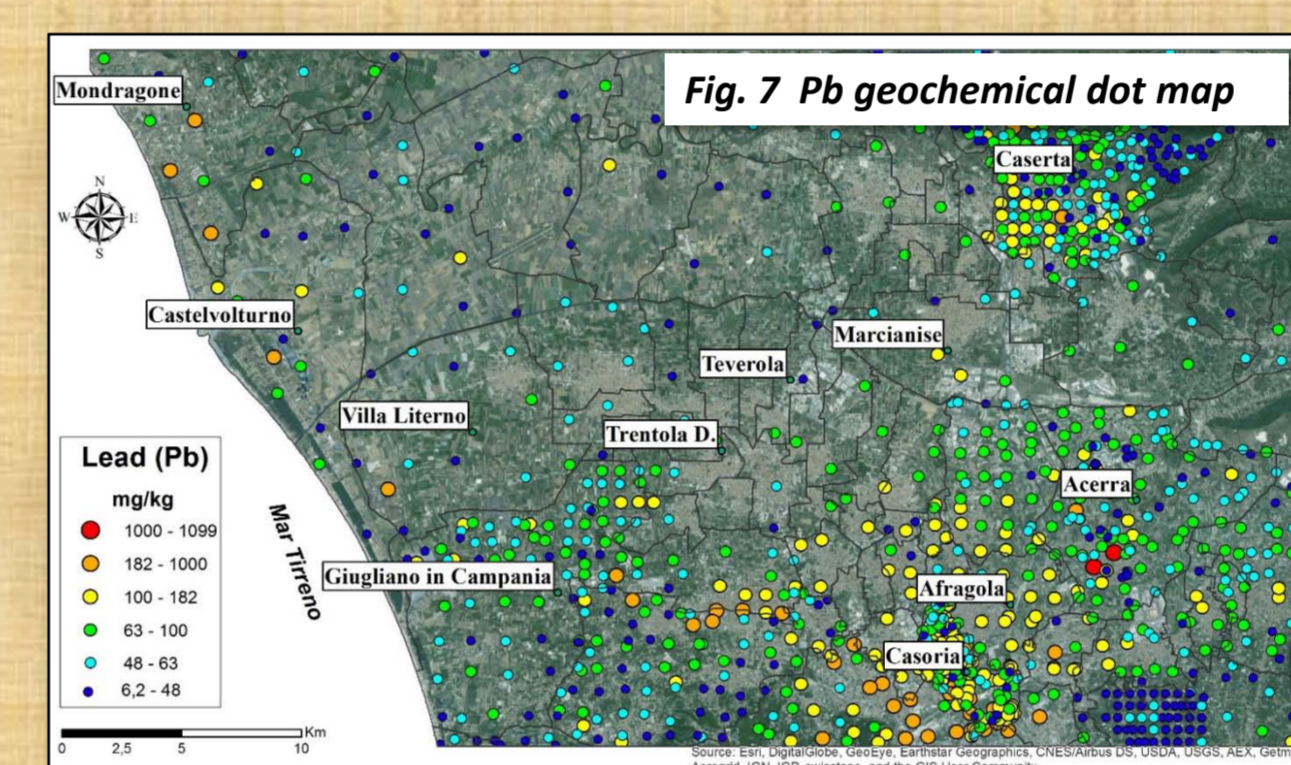 Fig. 7 Pb geochemical dot map
Mondragone
Caserta
N
W E
S
Castelvolturno
Marcianise
Teverola
Villa Literno
Trentola D.
Lead (Pb)
mg/kg
1000 - 1099
182 - 1000
100 - 182
63 - 100
48 - 63
6,2 - 48
Mar Tirreno
Acerra
Giugliano in Campania
Afragola
Casoria
Km
0 2,5 5 10
Source: Esri, DigitalGlobe, GeoEye, Earthstar Geographics, CNES/Airbus DS, USDA, USGS, AEX, Getm